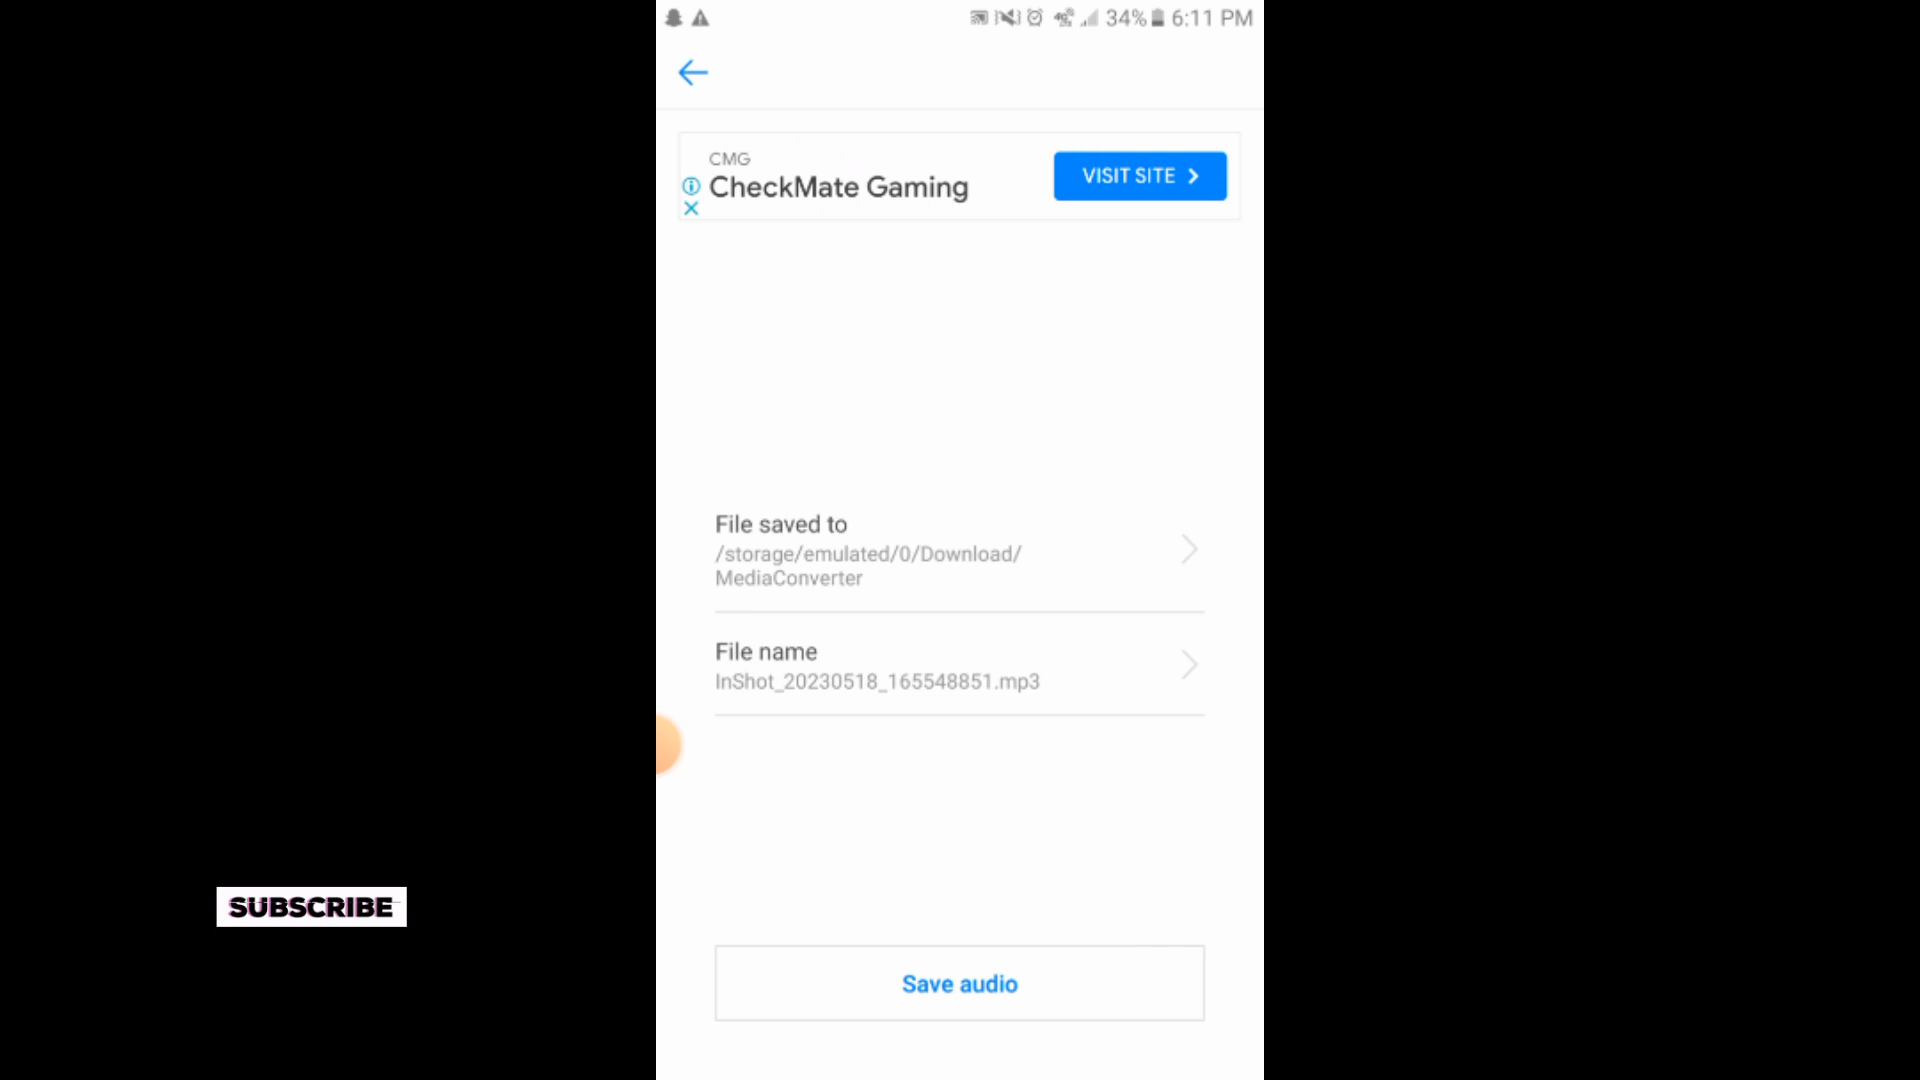 34% 6:11 PM
CMG
CheckMate Gaming
VISIT SITE
File saved to
/storage/emulated/0/Download/
MediaConverter
File name
InShot_20230518_165548851.mp3
SUBSCRIBE
Save audio